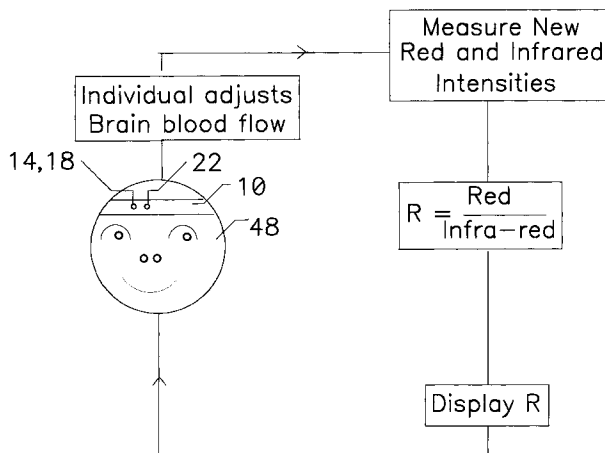 Measure New
Red and Infrared
Intensities
Individual adjusts
Brain blood flow
14,18
22
10
48
R = Red
Infra-red
Display R